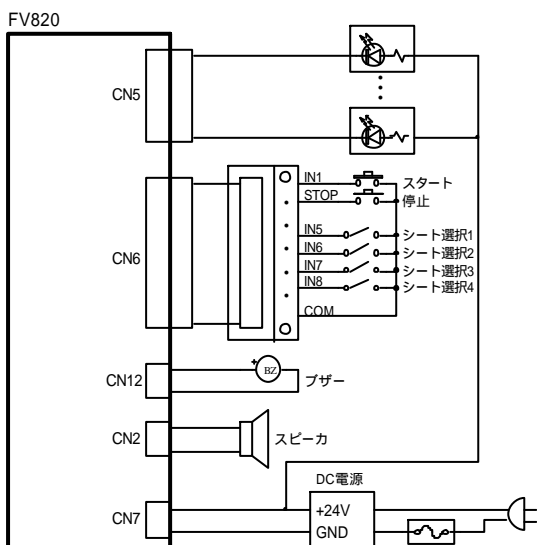 FV820
CN5
CN6
IN1
スタート
STOP
停止
IN5
シート選択1
IN6
シート選択2
IN7
シート選択3
IN8
シート選択4
COM
CN12
BZ
ブザー
CN2
スピーカ
DC電源
CN7
+24V
GND